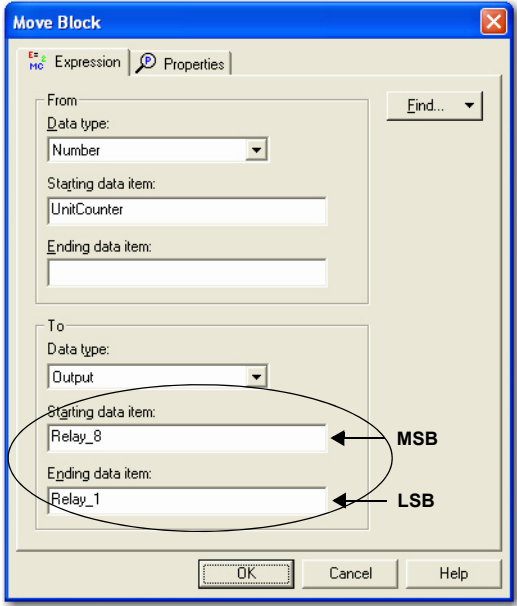 Move Block
E= MC² Expression
P Properties
From
Data type:
Number
Starting data item:
UnitCounter
Ending data item:
Find...
To
Data type:
Output
Starting data item:
Relay_8
MSB
Ending data item:
Relay_1
LSB
OK
Cancel
Help